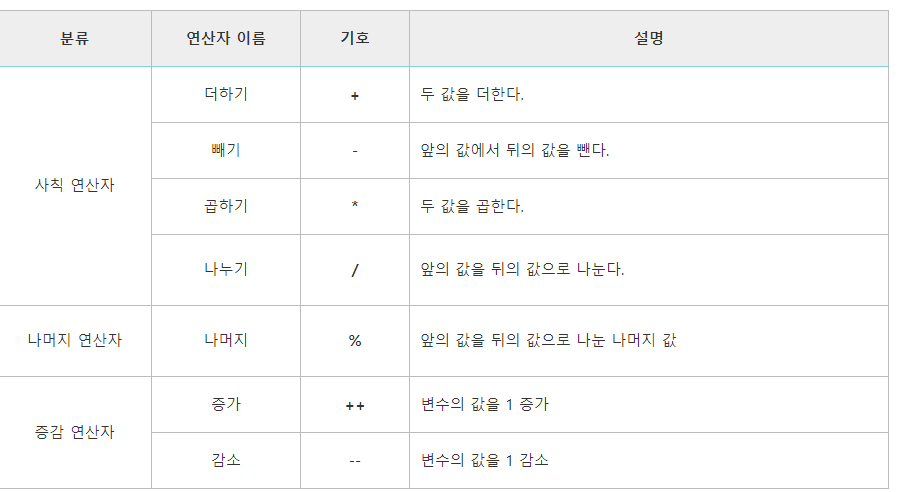 분류 연산자 이름 기호 설명
더하기 + 두 값을 더한다.
빼기 - 앞의 값에서 뒤의 값을 뺀다.
사칙 연산자
곱하기 * 두 값을 곱한다.
나누기 / 앞의 값을 뒤의 값으로 나눈다.
나머지 연산자 나머지 % 앞의 값을 뒤의 값으로 나눈 나머지 값
증가 ++ 변수의 값을 1 증가
증감 연산자
감소 -- 변수의 값을 1 감소